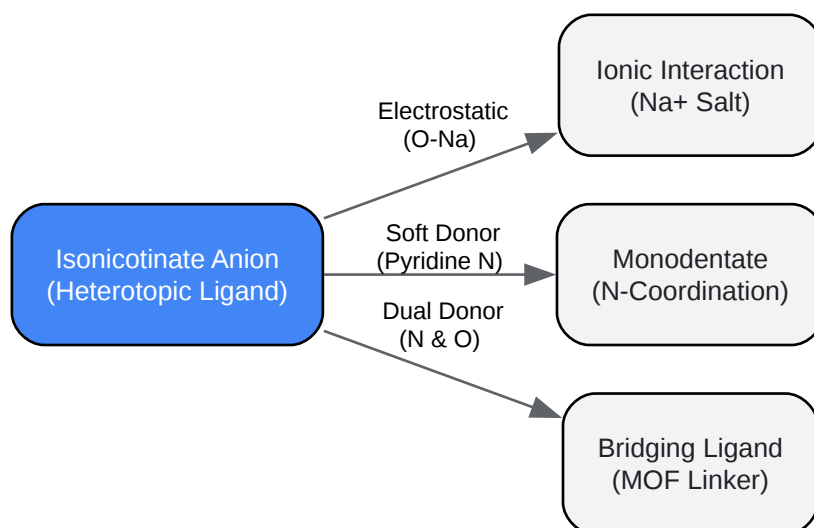 Ionic Interaction
(Na+ Salt)
Electrostatic
(O-Na)
Isonicotinate Anion
(Heterotopic Ligand)
Soft Donor
(Pyridine N)
Monodentate
(N-Coordination)
Dual Donor
(N & O)
Bridging Ligand
(MOF Linker)